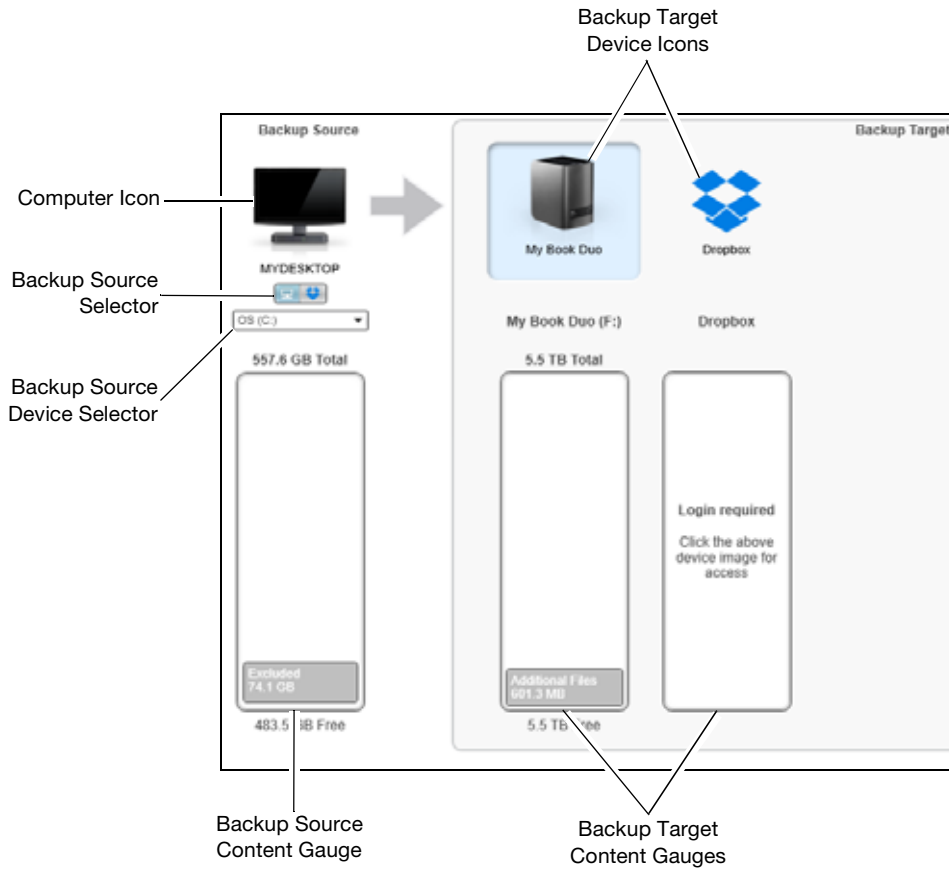 Backup Target
Device Icons
Backup Source
Backup Target
Computer Icon
My Book Duo
Dropbox
MYDESKTOP
Backup Source
Selector
OS (C:)
My Book Duo (F:)
Dropbox
557.6 GB Total
5.5 TB Total
Backup Source
Device Selector
Login required
Click the above
device image for
access
Excluded
74.1 GB
Additional Files
601.3 MB
483.5 GB Free
5.5 TB Free
Backup Source
Content Gauge
Backup Target
Content Gauges